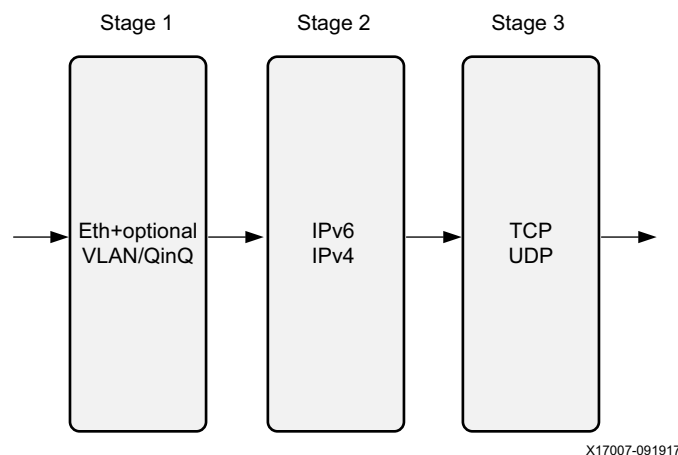 Stage 1
Stage 2
Stage 3
Eth+optional
VLAN/QinQ
IPv6
IPv4
TCP
UDP
X17007-091917